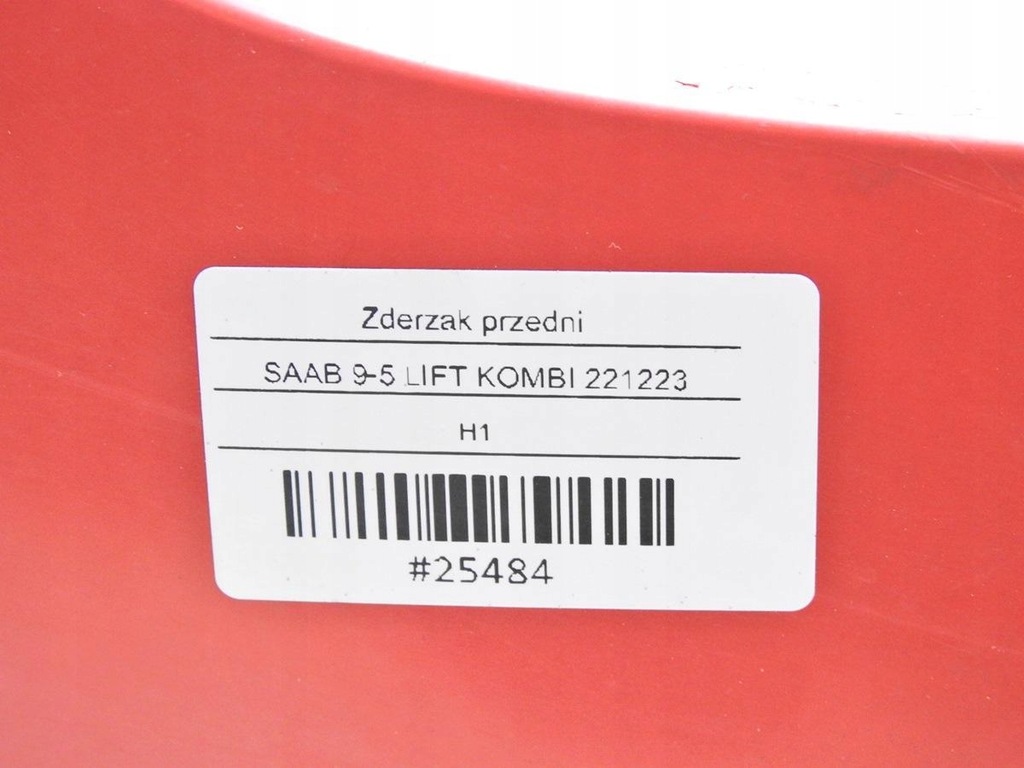 Zderzak przedni
SAAB 9-5 LIFT KOMBI 221223
H1
#25484